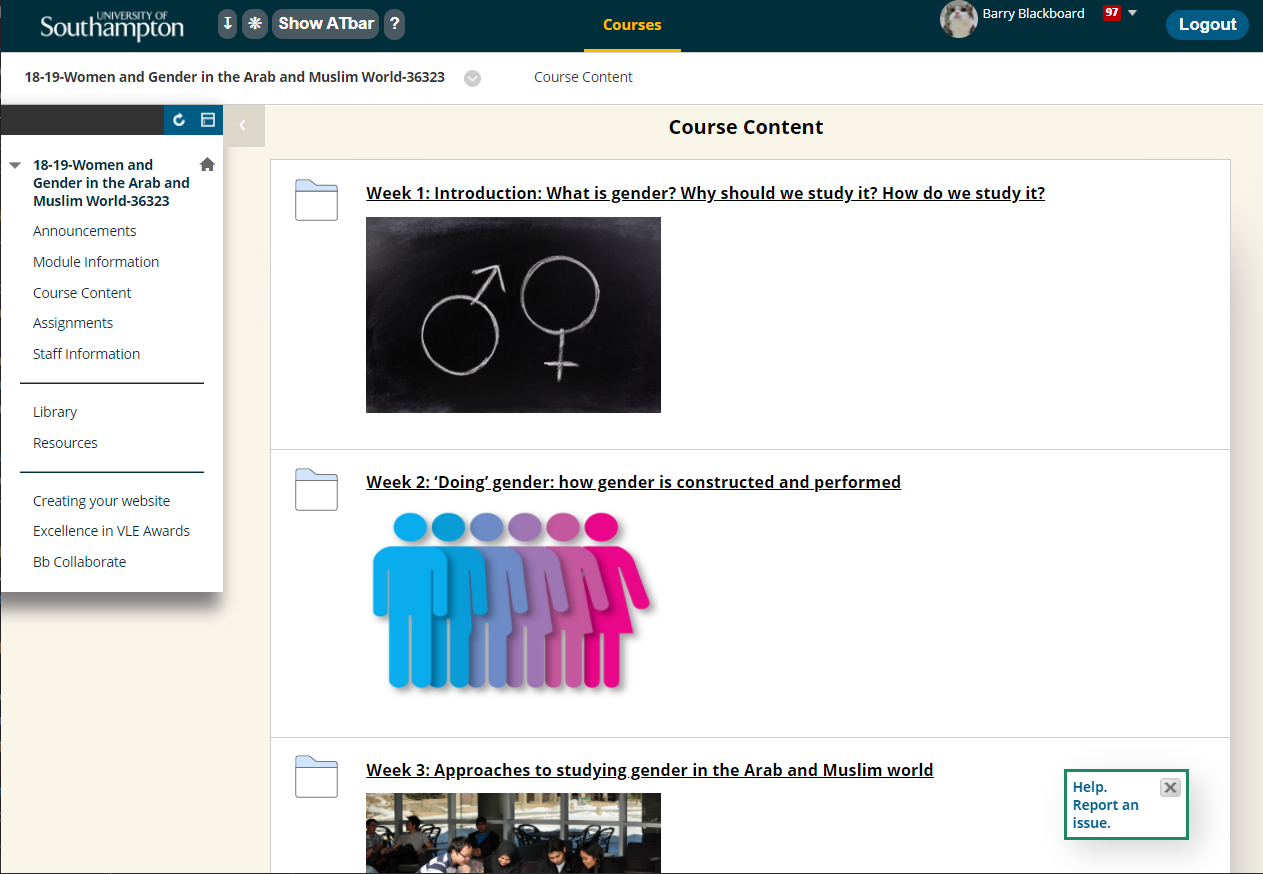 UNIVERSITY OF
Southampton
Show ATbar
?
Courses
Barry Blackboard
97
Logout
18-19-Women and Gender in the Arab and Muslim World-36323
Course Content
18-19-Women and
Gender in the Arab and
Muslim World-36323
Announcements
Module Information
Course Content
Assignments
Staff Information
Library
Resources
Creating your website
Excellence in VLE Awards
Bb Collaborate
Course Content
Week 1: Introduction: What is gender? Why should we study it? How do we study it?
Week 2: ‘Doing’ gender: how gender is constructed and performed
Week 3: Approaches to studying gender in the Arab and Muslim world
Help.
Report an
issue.